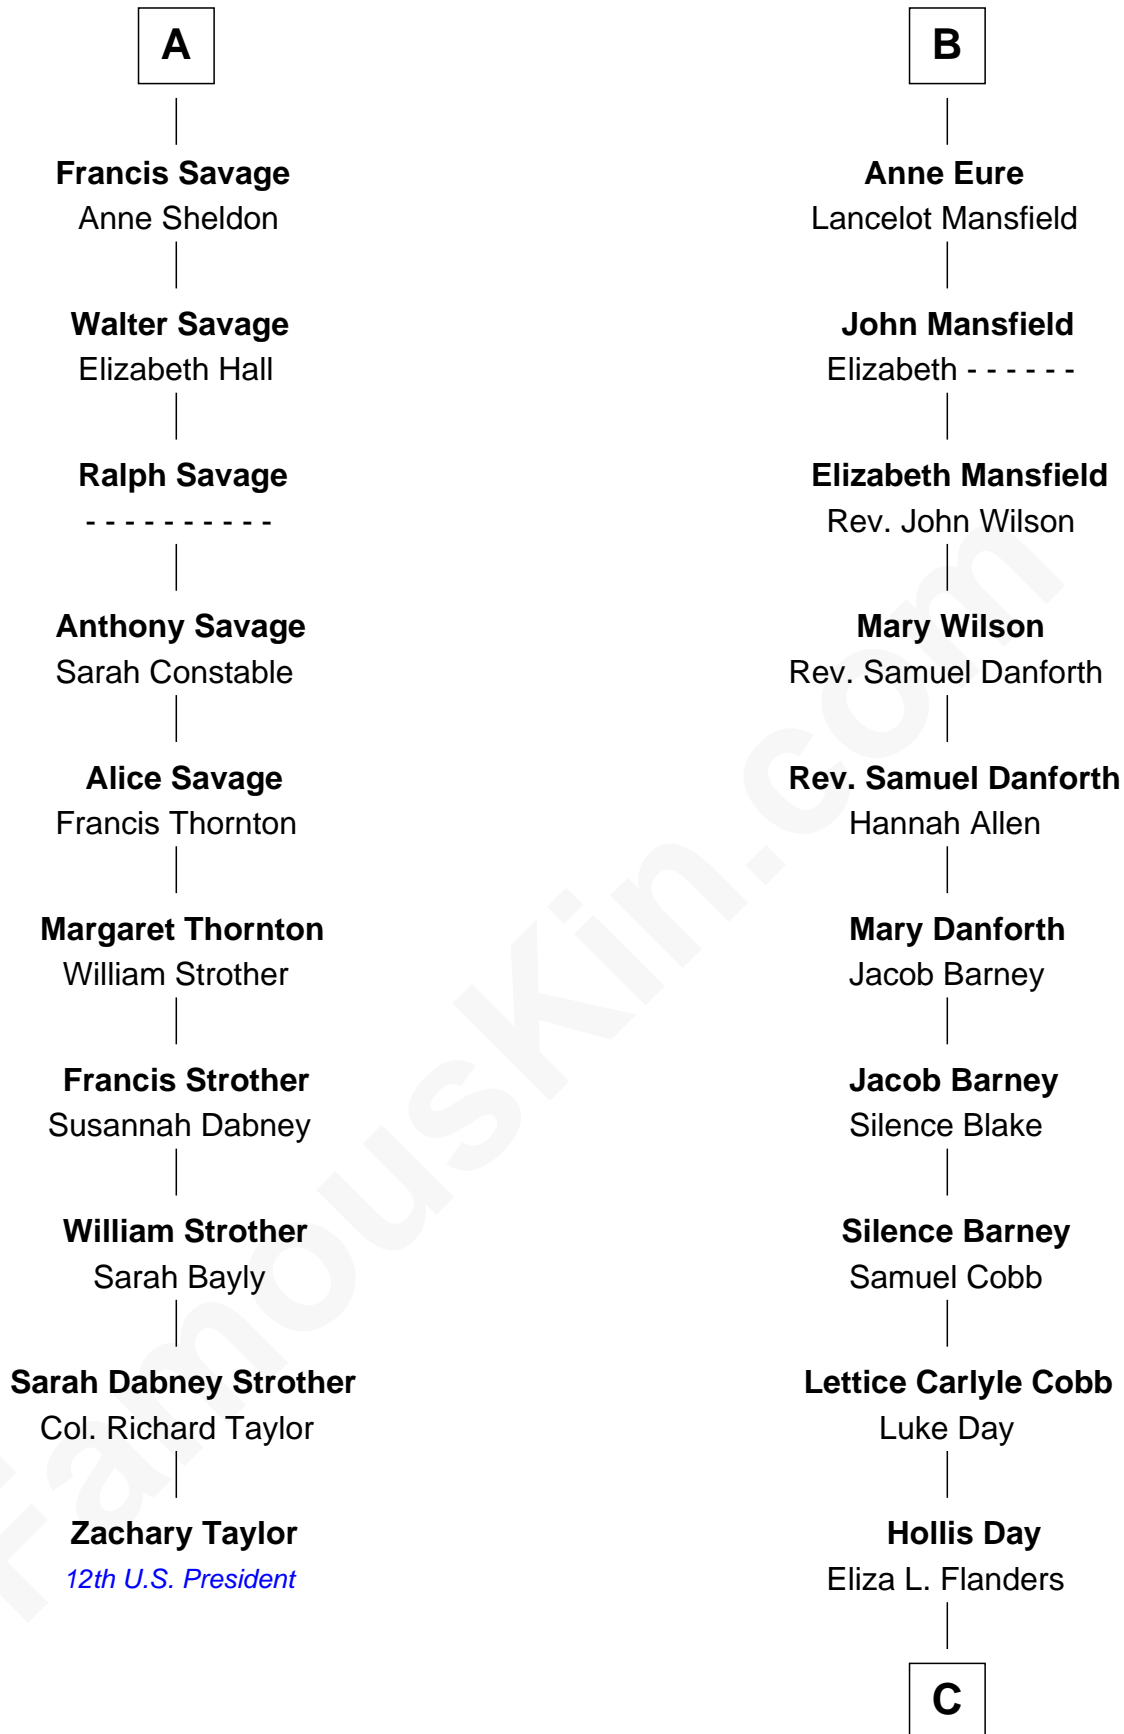 A
Francis Savage
Anne Sheldon
Walter Savage
Elizabeth Hall
Ralph Savage
- - - - - - - - - -
Anthony Savage
Sarah Constable
Alice Savage
Francis Thornton
Margaret Thornton
William Strother
Francis Strother
Susannah Dabney
William Strother
Sarah Bayly
Sarah Dabney Strother
Col. Richard Taylor
Zachary Taylor
12th U.S. President
B
Anne Eure
Lancelot Mansfield
John Mansfield
Elizabeth - - - - - -
Elizabeth Mansfield
Rev. John Wilson
Mary Wilson
Rev. Samuel Danforth
Rev. Samuel Danforth
Hannah Allen
Mary Danforth
Jacob Barney
Jacob Barney
Silence Blake
Silence Barney
Samuel Cobb
Lettice Carlyle Cobb
Luke Day
Hollis Day
Eliza L. Flanders
C
FamousKin.com